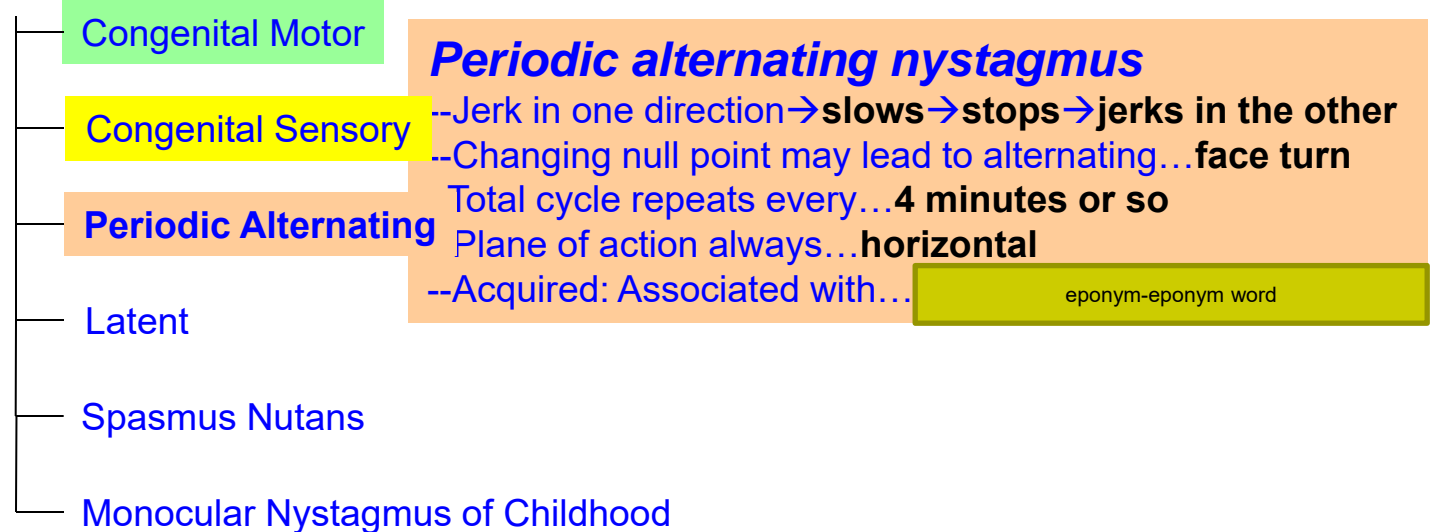 Congenital Motor
Congenital Sensory
Periodic Alternating
Latent
Spasmus Nutans
Monocular Nystagmus of Childhood
Periodic alternating nystagmus
--Jerk in one direction→slows→stops→jerks in the other
--Changing null point may lead to alternating…face turn
Total cycle repeats every…4 minutes or so
Plane of action always…horizontal
--Acquired: Associated with…
eponym-eponym word